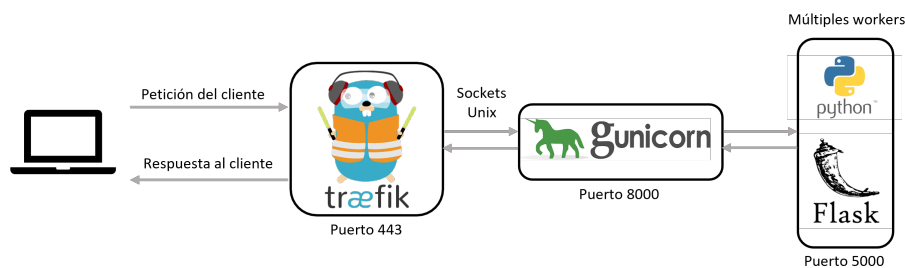 Múltiples workers
Petición del cliente
Respuesta al cliente
træfik
Puerto 443
Sockets
Unix
gunicorn
Puerto 8000
python™
Flask
Puerto 5000